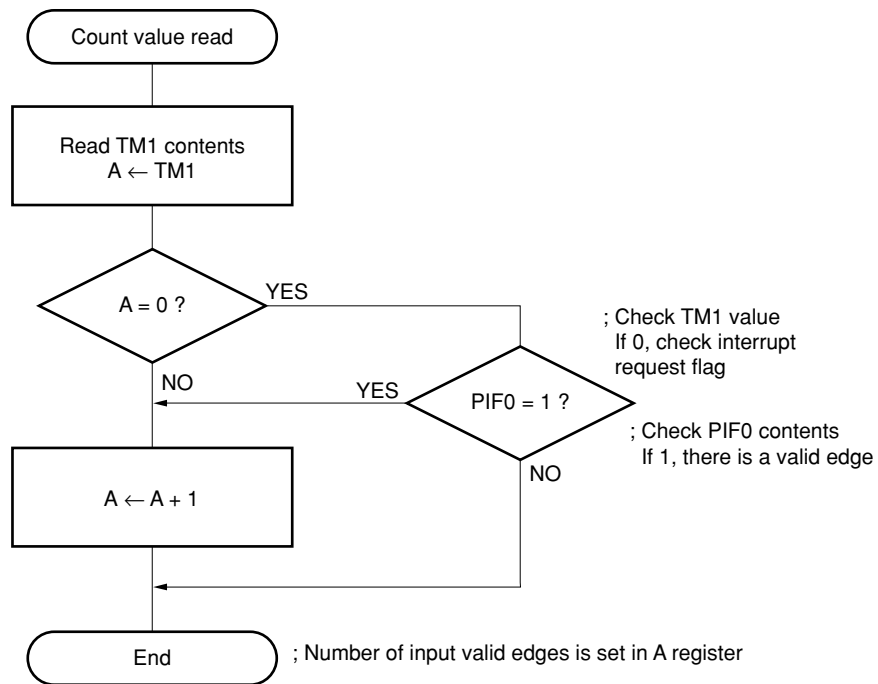 Count value read
Read TM1 contents
A ← TM1
A = 0 ?
YES
; Check TM1 value
If 0, check interrupt
request flag
NO
YES
PIF0 = 1 ?
; Check PIF0 contents
If 1, there is a valid edge
NO
A ← A + 1
End
; Number of input valid edges is set in A register